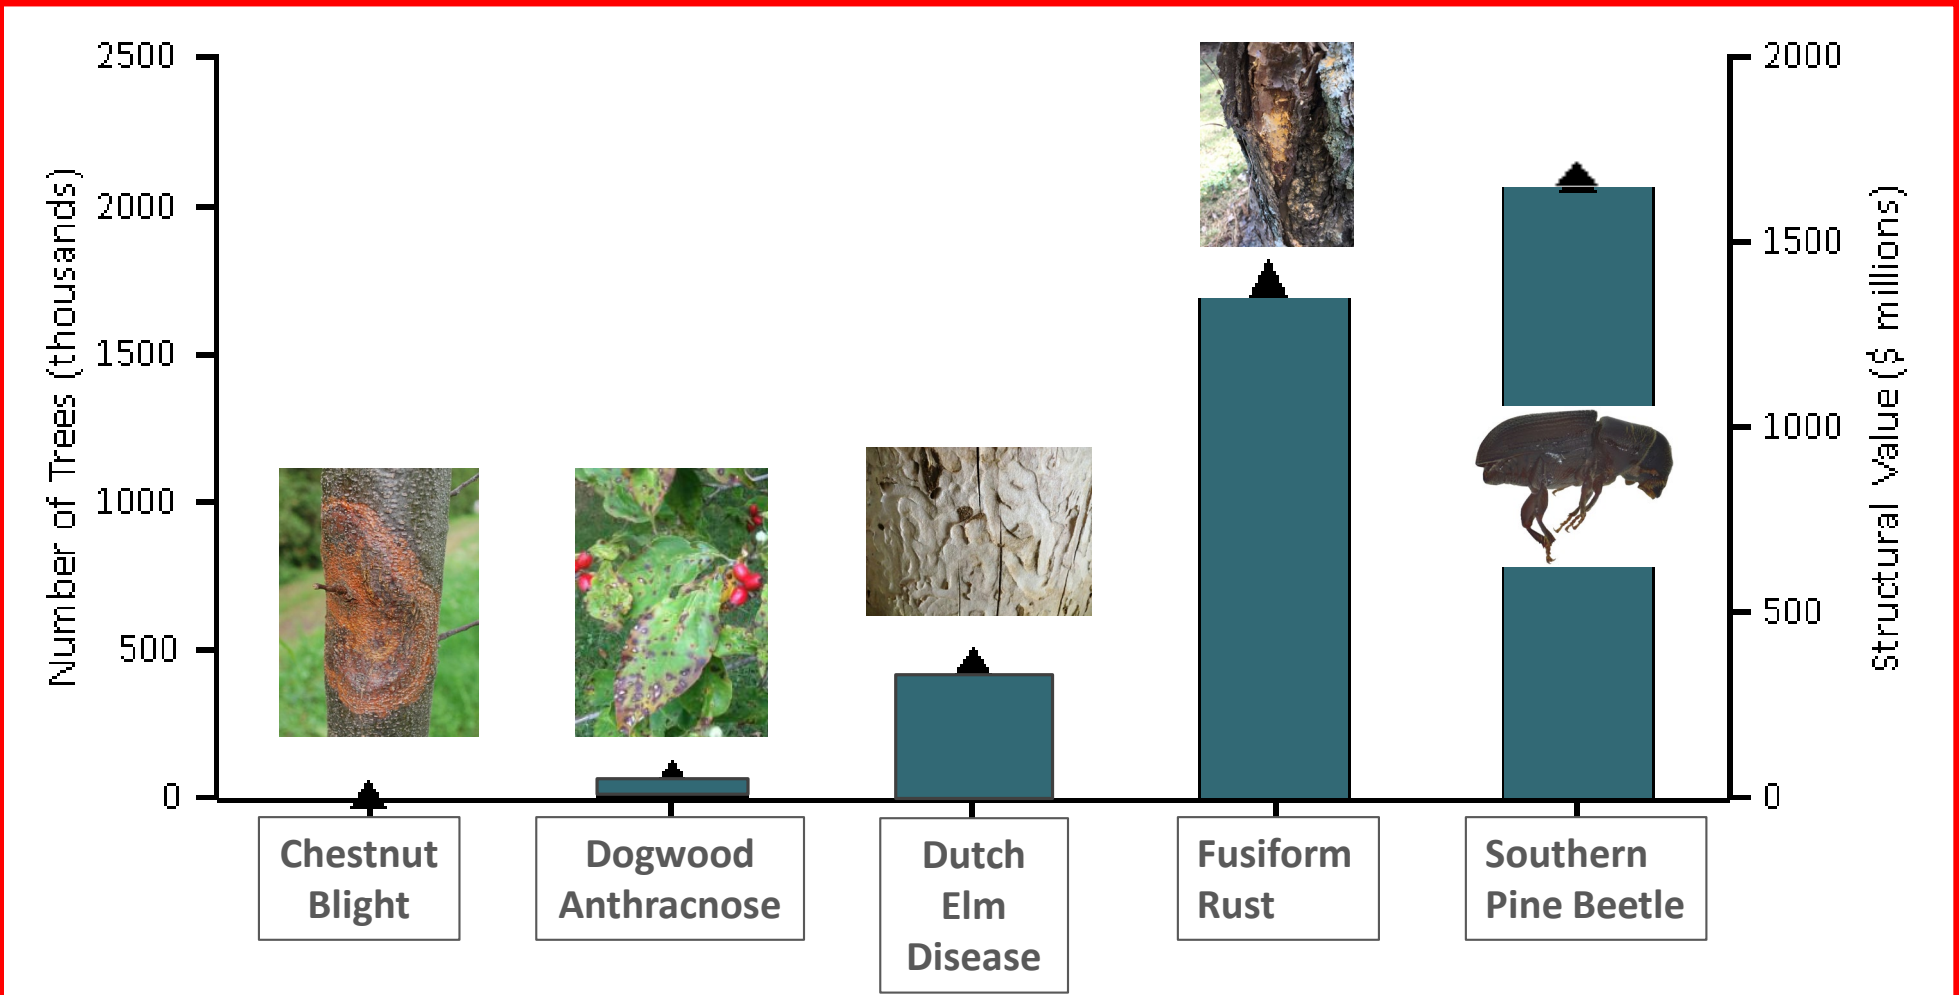 Number of Trees (thousands)
2500
2000
1500
1000
500
0
2000
1500
1000
500
0
Structural Value ($ millions)
Chestnut
Blight
Dogwood
Anthracnose
Dutch
Elm
Disease
Fusiform
Rust
Southern
Pine Beetle